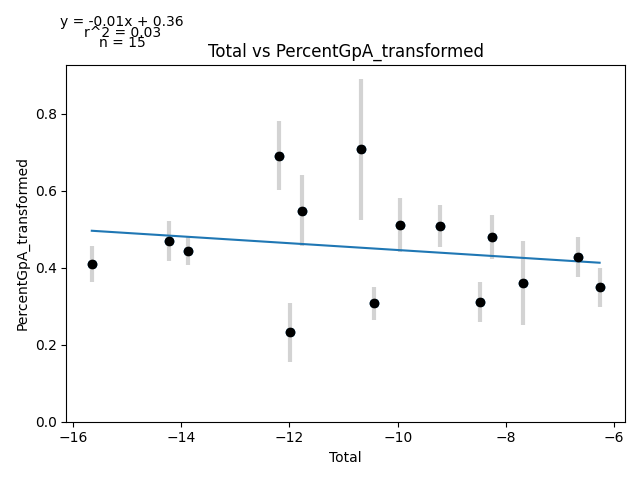 y = -0.01x + 0.36
r^2 = 0.03
n = 15
Total vs PercentGpA_transformed
PercentGpA_transformed
0.8
0.6
0.4
0.2
0.0
−16
−14
−12
−10
−8
−6
Total